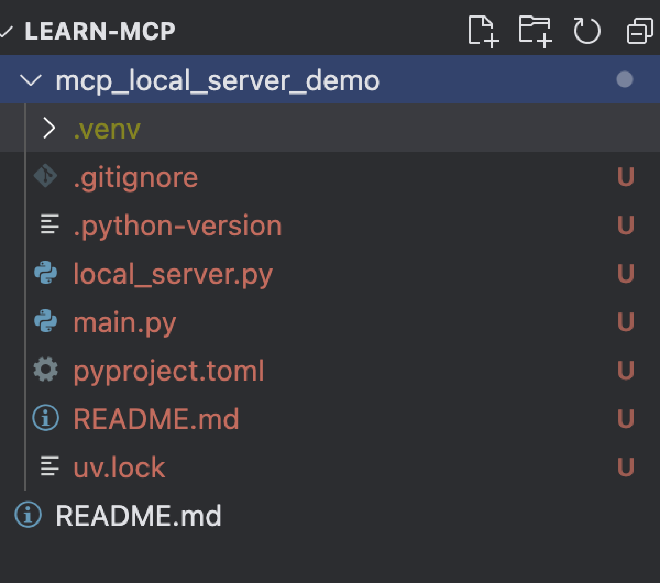 LEARN-MCP
mcp_local_server_demo
.venv
.gitignore U
.python-version U
local_server.py U
main.py U
pyproject.toml U
README.md U
uv.lock U
README.md